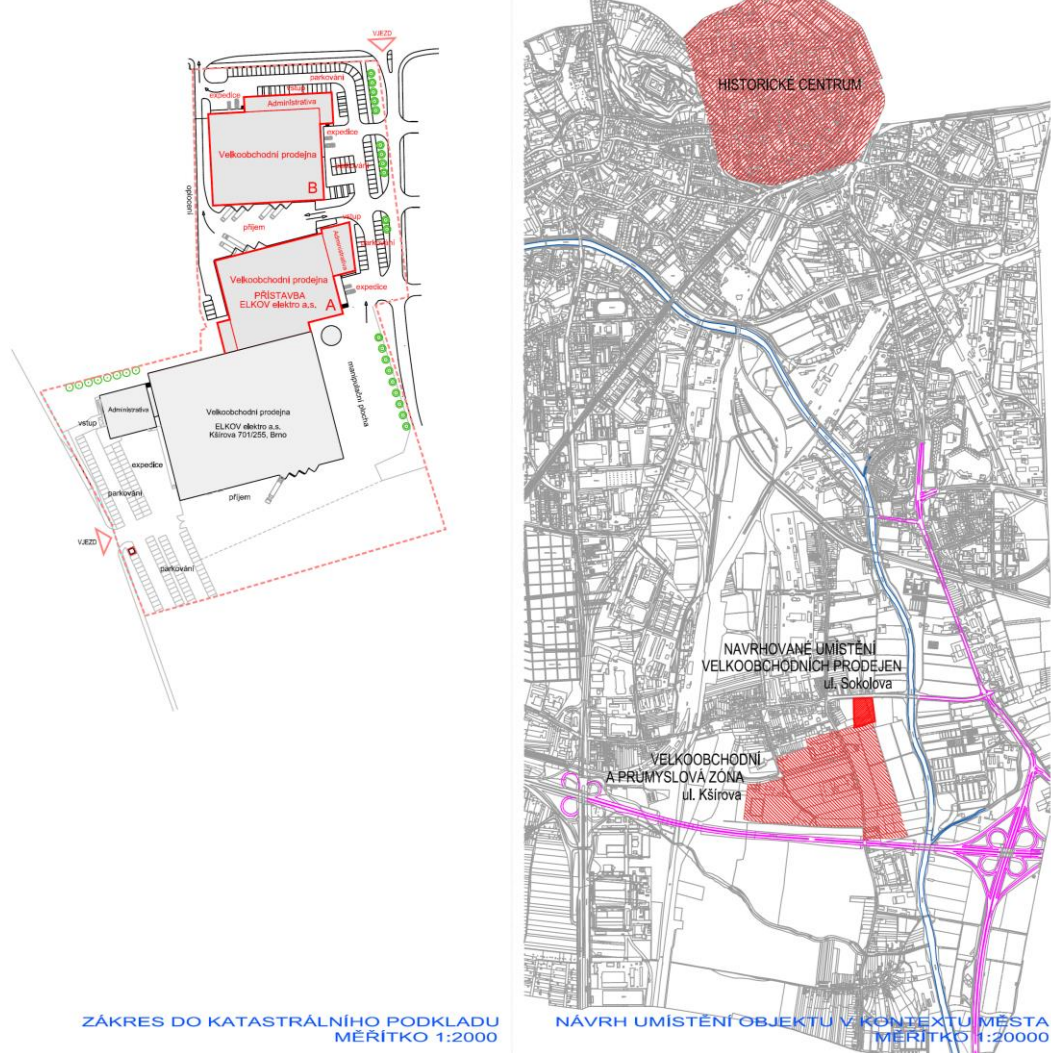 VJEZD
parkování
vstup
expedice
Administrativa
expedice
Velkoobchodní prodejna
parkování
B
oplocení
příjem
vstup
Administrativa
parkování
Velkoobchodní prodejna
PŘÍSTAVBA
ELKOV elektro a.s.
A
expedice
manipulační plocha
Administrativa
vstup
Velkoobchodní prodejna
ELKOV elektro a.s.
Kšírova 701/255, Brno
expedice
parkování
příjem
VJEZD
parkování
ZÁKRES DO KATASTRÁLNÍHO PODKLADU
MĚŘÍTKO 1:2000
HISTORICKÉ CENTRUM
NAVRHOVANÉ UMÍSTĚNÍ
VELKOOBCHODNÍCH PRODEJEN
ul. Sokolova
VELKOOBCHODNÍ
A PRŮMYSLOVÁ ZÓNA
ul. Kšírova
NÁVRH UMÍSTĚNÍ OBJEKTU V KONTEXTU MĚSTA
MĚŘÍTKO 1:20000